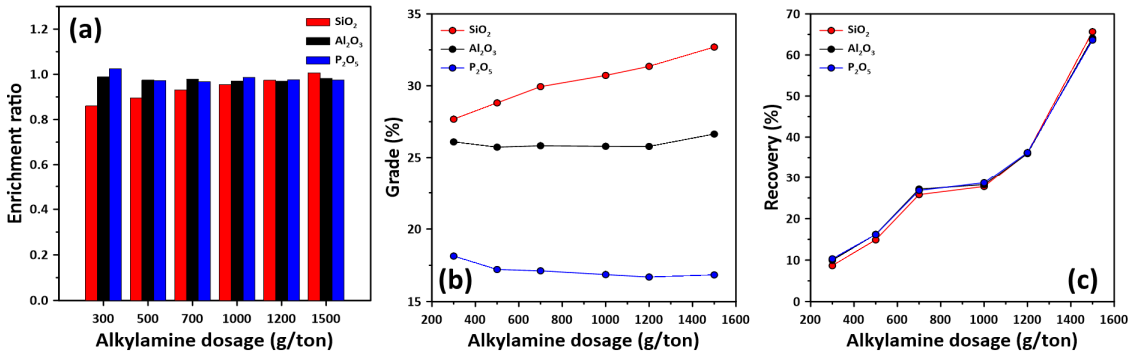 (a)
SiO₂
Al₂O₃
P₂O₅
1.2
1.0
0.8
0.6
0.4
0.2
0.0
Enrichment ratio
300 500 700 1000 1200 1500
Alkylamine dosage (g/ton)
(b)
SiO₂
Al₂O₃
P₂O₅
35
30
25
20
15
Grade (%)
200 400 600 800 1000 1200 1400 1600
Alkylamine dosage (g/ton)
(c)
SiO₂
Al₂O₃
P₂O₅
70
60
50
40
30
20
10
0
Recovery (%)
200 400 600 800 1000 1200 1400 1600
Alkylamine dosage (g/ton)